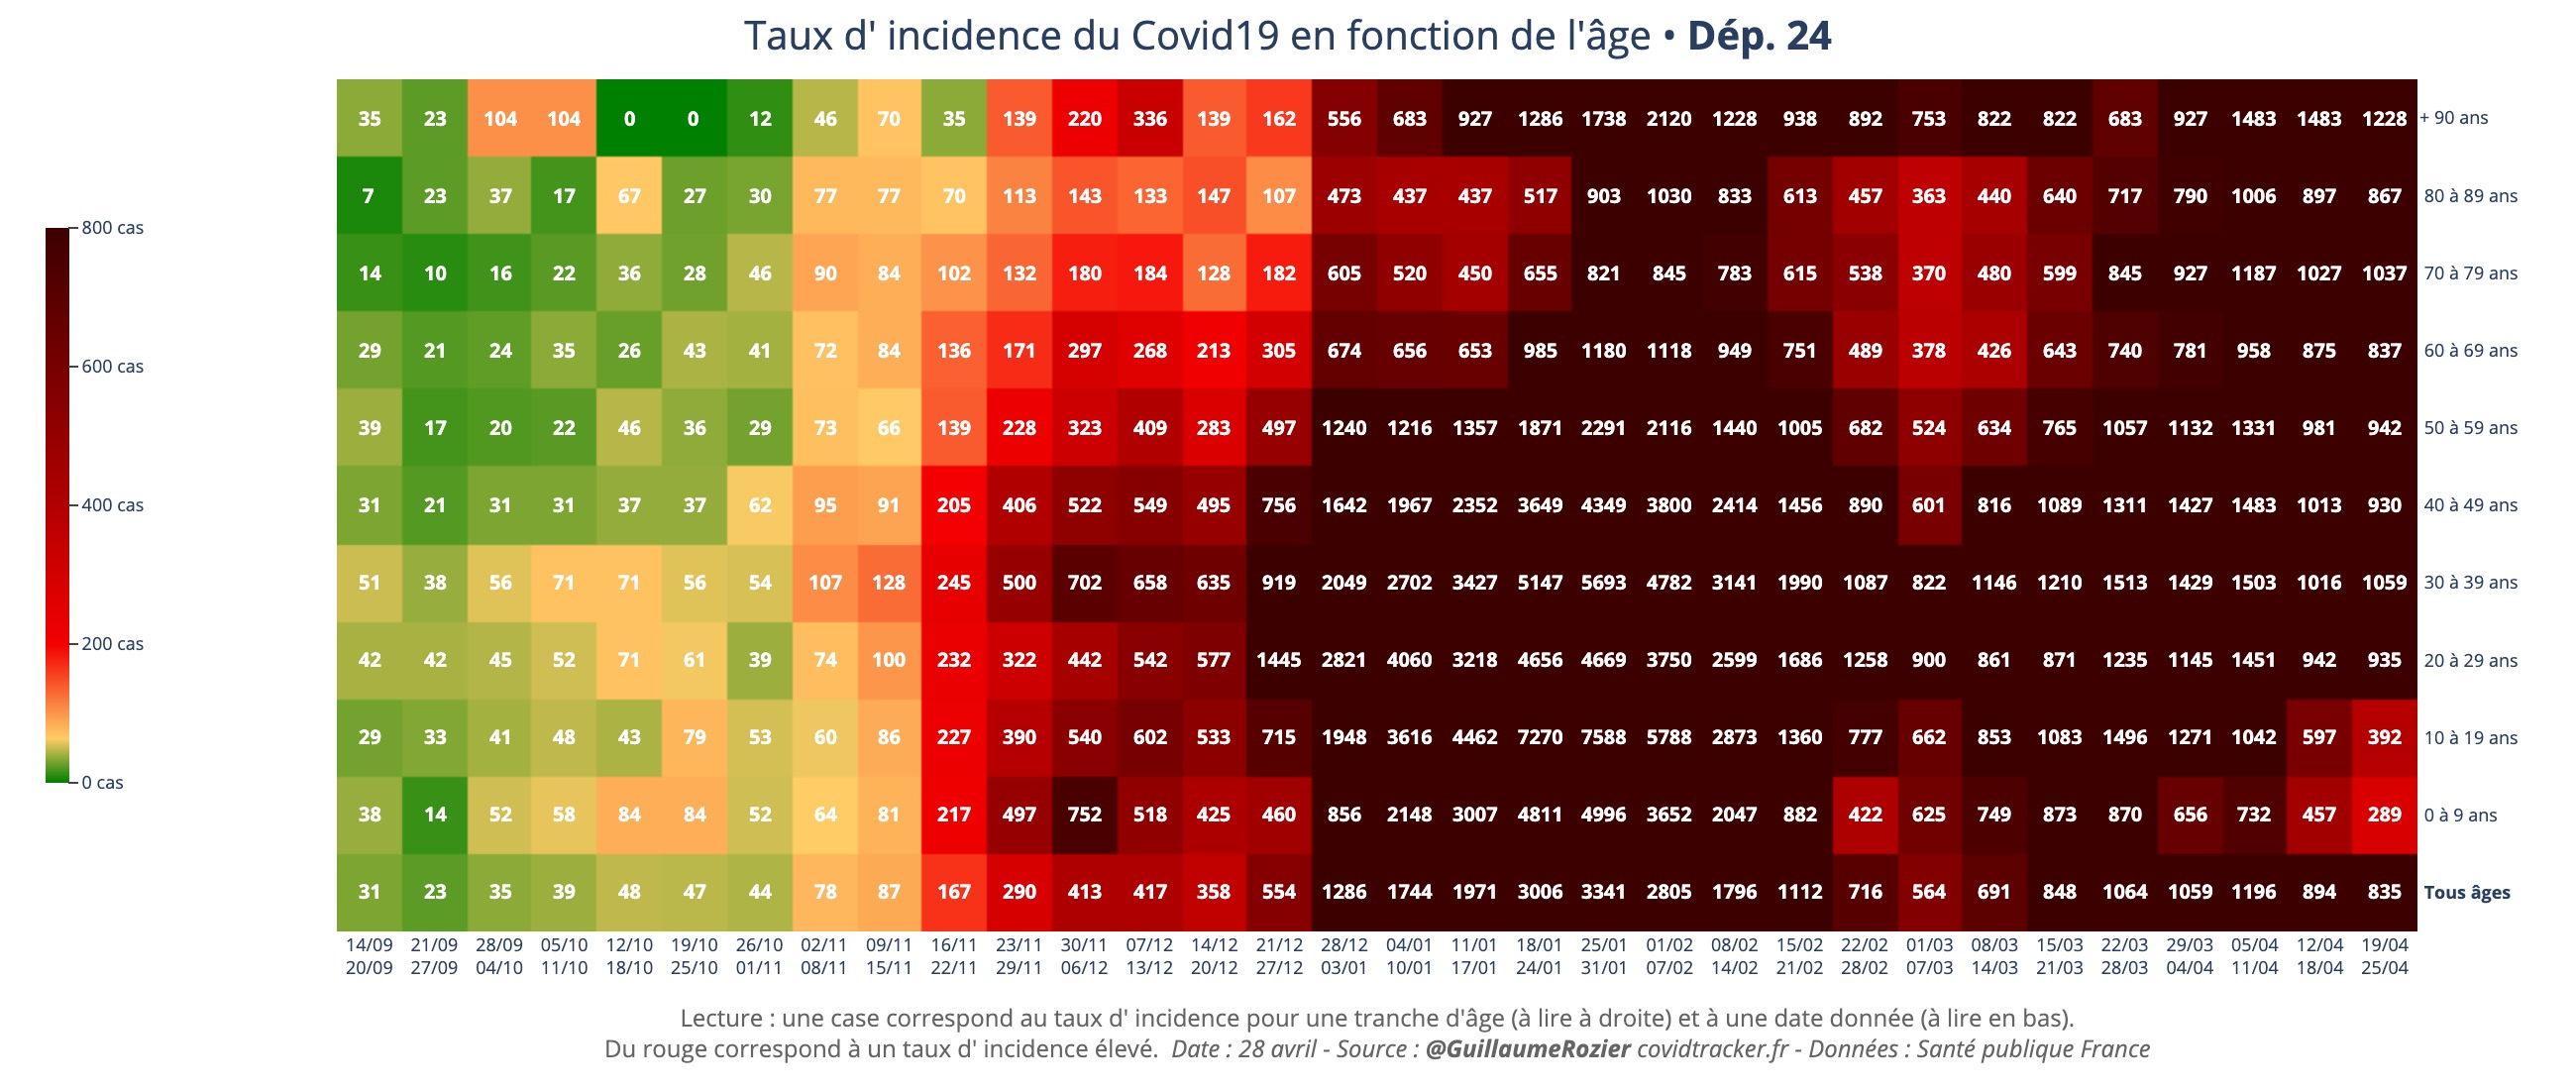 Taux d' incidence du Covid19 en fonction de l'âge • Dép. 24
35 23 104 104 0 0 12 46 70 35 139 220 336 139 162 556 683 927 1286 1738 2120 1228 938 892 753 822 822 683 927 1483 1483 1228 + 90 ans
7 23 37 17 67 27 30 77 77 70 113 143 133 147 107 473 437 437 517 903 1030 833 613 457 363 440 640 717 790 1006 897 867 80 à 89 ans
800 cas
14 10 16 22 36 28 46 90 84 102 132 180 184 128 182 605 520 450 655 821 845 783 615 538 370 480 599 845 927 1187 1027 1037 70 à 79 ans
29 21 24 35 26 43 41 72 84 136 171 297 268 213 305 674 656 653 985 1180 1118 949 751 489 378 426 643 740 781 958 875 837 60 à 69 ans
600 cas
39 17 20 22 46 36 29 73 66 139 228 323 409 283 497 1240 1216 1357 1871 2291 2116 1440 1005 682 524 634 765 1057 1132 1331 981 942 50 à 59 ans
400 cas
31 21 31 31 37 37 62 95 91 205 406 522 549 495 756 1642 1967 2352 3649 4349 3800 2414 1456 890 601 816 1089 1311 1427 1483 1013 930 40 à 49 ans
51 38 56 71 71 56 54 107 128 245 500 702 658 635 919 2049 2702 3427 5147 5693 4782 3141 1990 1087 822 1146 1210 1513 1429 1503 1016 1059 30 à 39 ans
200 cas
42 42 45 52 71 61 39 74 100 232 322 442 542 577 1445 2821 4060 3218 4656 4669 3750 2599 1686 1258 900 861 871 1235 1145 1451 942 935 20 à 29 ans
29 33 41 48 43 79 53 60 86 227 390 540 602 533 715 1948 3616 4462 7270 7588 5788 2873 1360 777 662 853 1083 1496 1271 1042 597 392 10 à 19 ans
0 cas
38 14 52 58 84 84 52 64 81 217 497 752 518 425 460 856 2148 3007 4811 4996 3652 2047 882 422 625 749 873 870 656 732 457 289 0 à 9 ans
31 23 35 39 48 47 44 78 87 167 290 413 417 358 554 1286 1744 1971 3006 3341 2805 1796 1112 716 564 691 848 1064 1059 1196 894 835 Tous âges
14/09 21/09 28/09 05/10 12/10 19/10 26/10 02/11 09/11 16/11 23/11 30/11 07/12 14/12 21/12 28/12 04/01 11/01 18/01 25/01 01/02 08/02 15/02 22/02 01/03 08/03 15/03 22/03 29/03 05/04 12/04 19/04
20/09 27/09 04/10 11/10 18/10 25/10 01/11 08/11 15/11 22/11 29/11 06/12 13/12 20/12 27/12 03/01 10/01 17/01 24/01 31/01 07/02 14/02 21/02 28/02 07/03 14/03 21/03 28/03 04/04 11/04 18/04 25/04
Lecture : une case correspond au taux d' incidence pour une tranche d'âge (à lire à droite) et à une date donnée (à lire en bas).
Du rouge correspond à un taux d' incidence élevé. Date : 28 avril - Source : @GuillaumeRozier covidtracker.fr - Données : Santé publique France